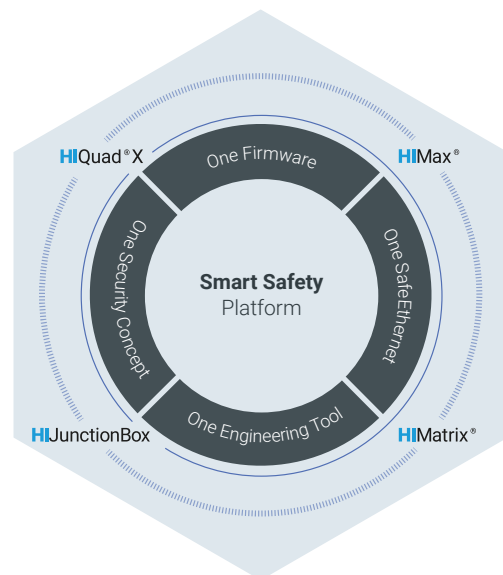 One Firmware
HIQuad®X
HIMax®
One Security Concept
Smart Safety
Platform
One SafeEthernet
One Engineering Tool
HIJunctionBox
HIMatrix®